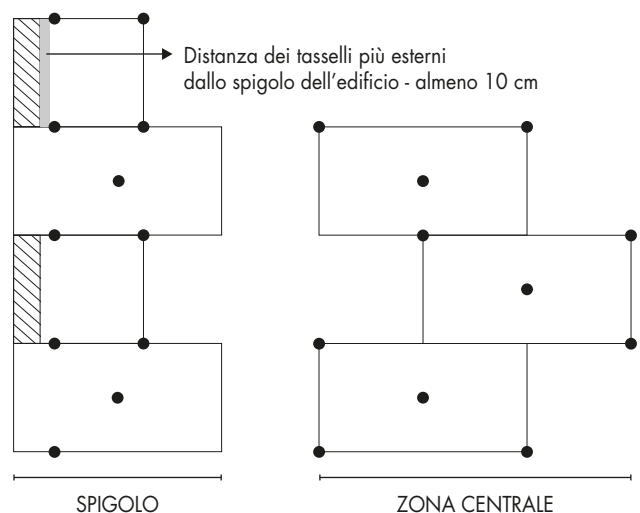 Distanza dei tasselli più esterni
dallo spigolo dell'edificio - almeno 10 cm
SPIGOLO
ZONA CENTRALE